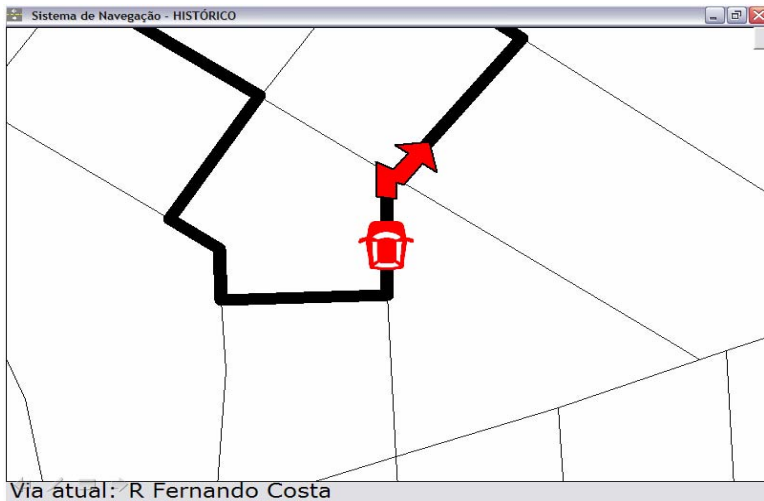 Sistema de Navegação - HISTÓRICO
Via atual: R Fernando Costa